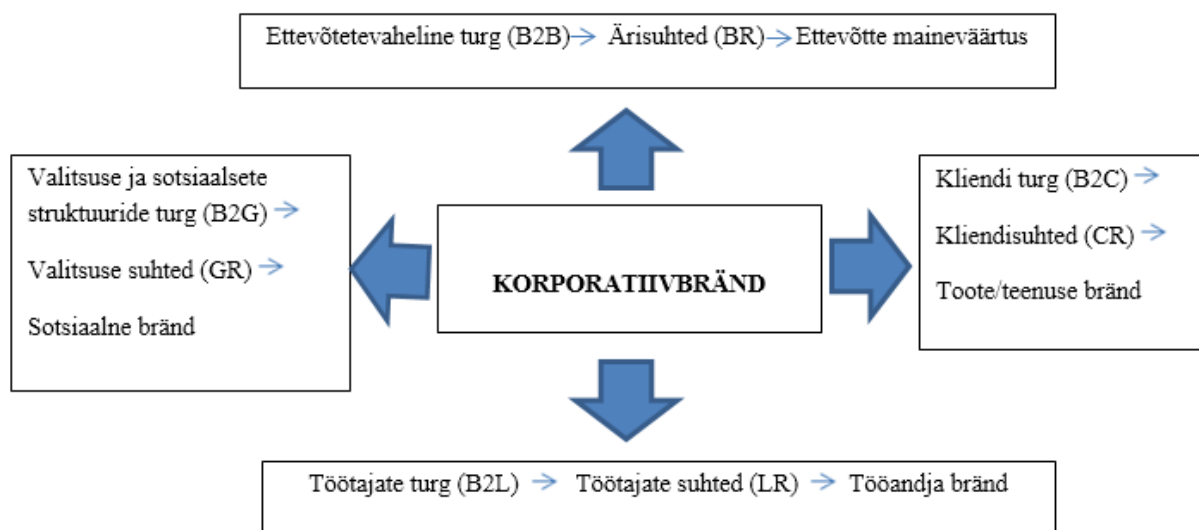 Ettevõtetevaheline turg (B2B)→ Ärisuhted (BR)→Ettevõtte maineväärtus
Valitsuse ja sotsiaalsete
struktuuride turg (B2G) →
Valitsuse suhted (GR) →
Sotsiaalne bränd
KORPORATIIVBRÄND
Kliendi turg (B2C) →
Kliendisuhted (CR) →
Toote/teenuse bränd
Töötajate turg (B2L) → Töötajate suhted (LR) → Tööandja bränd